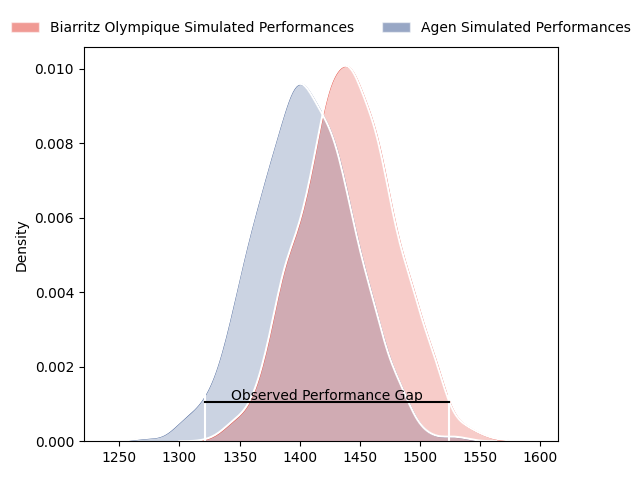 Biarritz Olympique Simulated Performances Agen Simulated Performances
0.010
0.008
0.006
0.004
0.002
0.000
Density
Observed Performance Gap
1250 1300 1350 1400 1450 1500 1550 1600